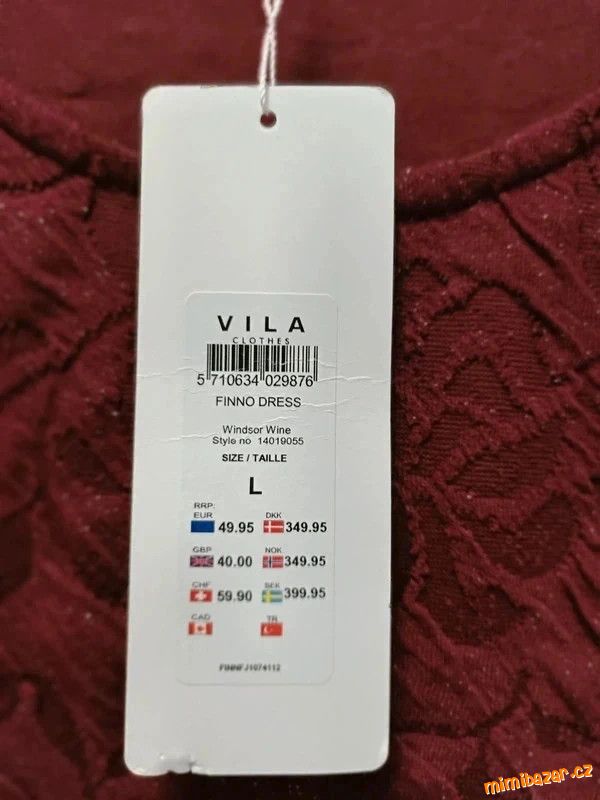 VILA
CLOTHES
5 710634 029876
FINNO DRESS
Windsor Wine
Style no 14019055
SIZE / TAILLE
L
RRP:
EUR 49.95 DKK 349.95
GBP 40.00 NOK 349.95
CHF 59.90 SEK 399.95
CAD TR
FINNFJ1074112
mimibazar.cz